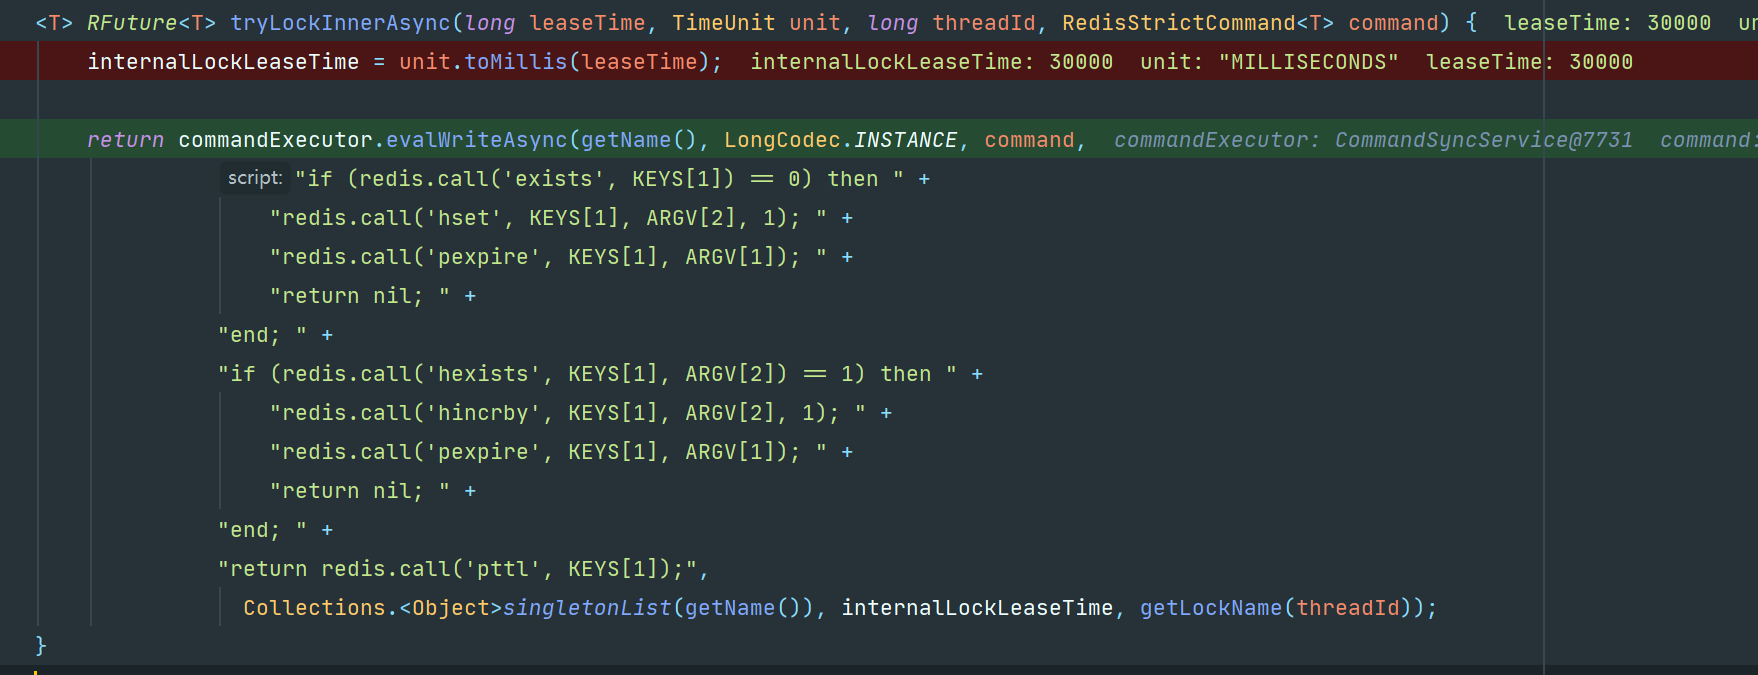 <T> RFuture<T> tryLockInnerAsync(long leaseTime, TimeUnit unit, long threadId, RedisStrictCommand<T> command) {  leaseTime: 30000
internalLockLeaseTime = unit.toMillis(leaseTime);  internalLockLeaseTime: 30000  unit: "MILLISECONDS"  leaseTime: 30000
return commandExecutor.evalWriteAsync(getName(), LongCodec.INSTANCE, command,  commandExecutor: CommandSyncService@7731  command:
script: "if (redis.call('exists', KEYS[1]) == 0) then " +
"redis.call('hset', KEYS[1], ARGV[2], 1); " +
"redis.call('pexpire', KEYS[1], ARGV[1]); " +
"return nil; " +
"end; " +
"if (redis.call('hexists', KEYS[1], ARGV[2]) == 1) then " +
"redis.call('hincrby', KEYS[1], ARGV[2], 1); " +
"redis.call('pexpire', KEYS[1], ARGV[1]); " +
"return nil; " +
"end; " +
"return redis.call('pttl', KEYS[1]);",
Collections.<Object>singletonList(getName()), internalLockLeaseTime, getLockName(threadId));
}